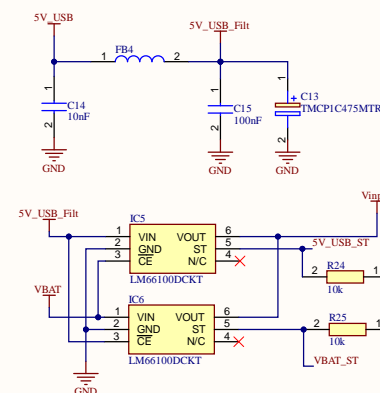 5V_USB
5V_USB_Filt
FB4
1 2
1
C14
10nF
2
GND
1
C15
100nF
2
GND
1
+ C13
TMCP1C475MTR
2
GND
5V_USB_Filt
IC5
1 VIN VOUT 6
2 GND ST 5
3 CE N/C 4
LM66100DCKT
5V_USB_ST
R24
2 1
10k
VBAT
IC6
1 VIN VOUT 6
2 GND ST 5
3 CE N/C 4
LM66100DCKT
R25
2 1
10k
VBAT_ST
GND